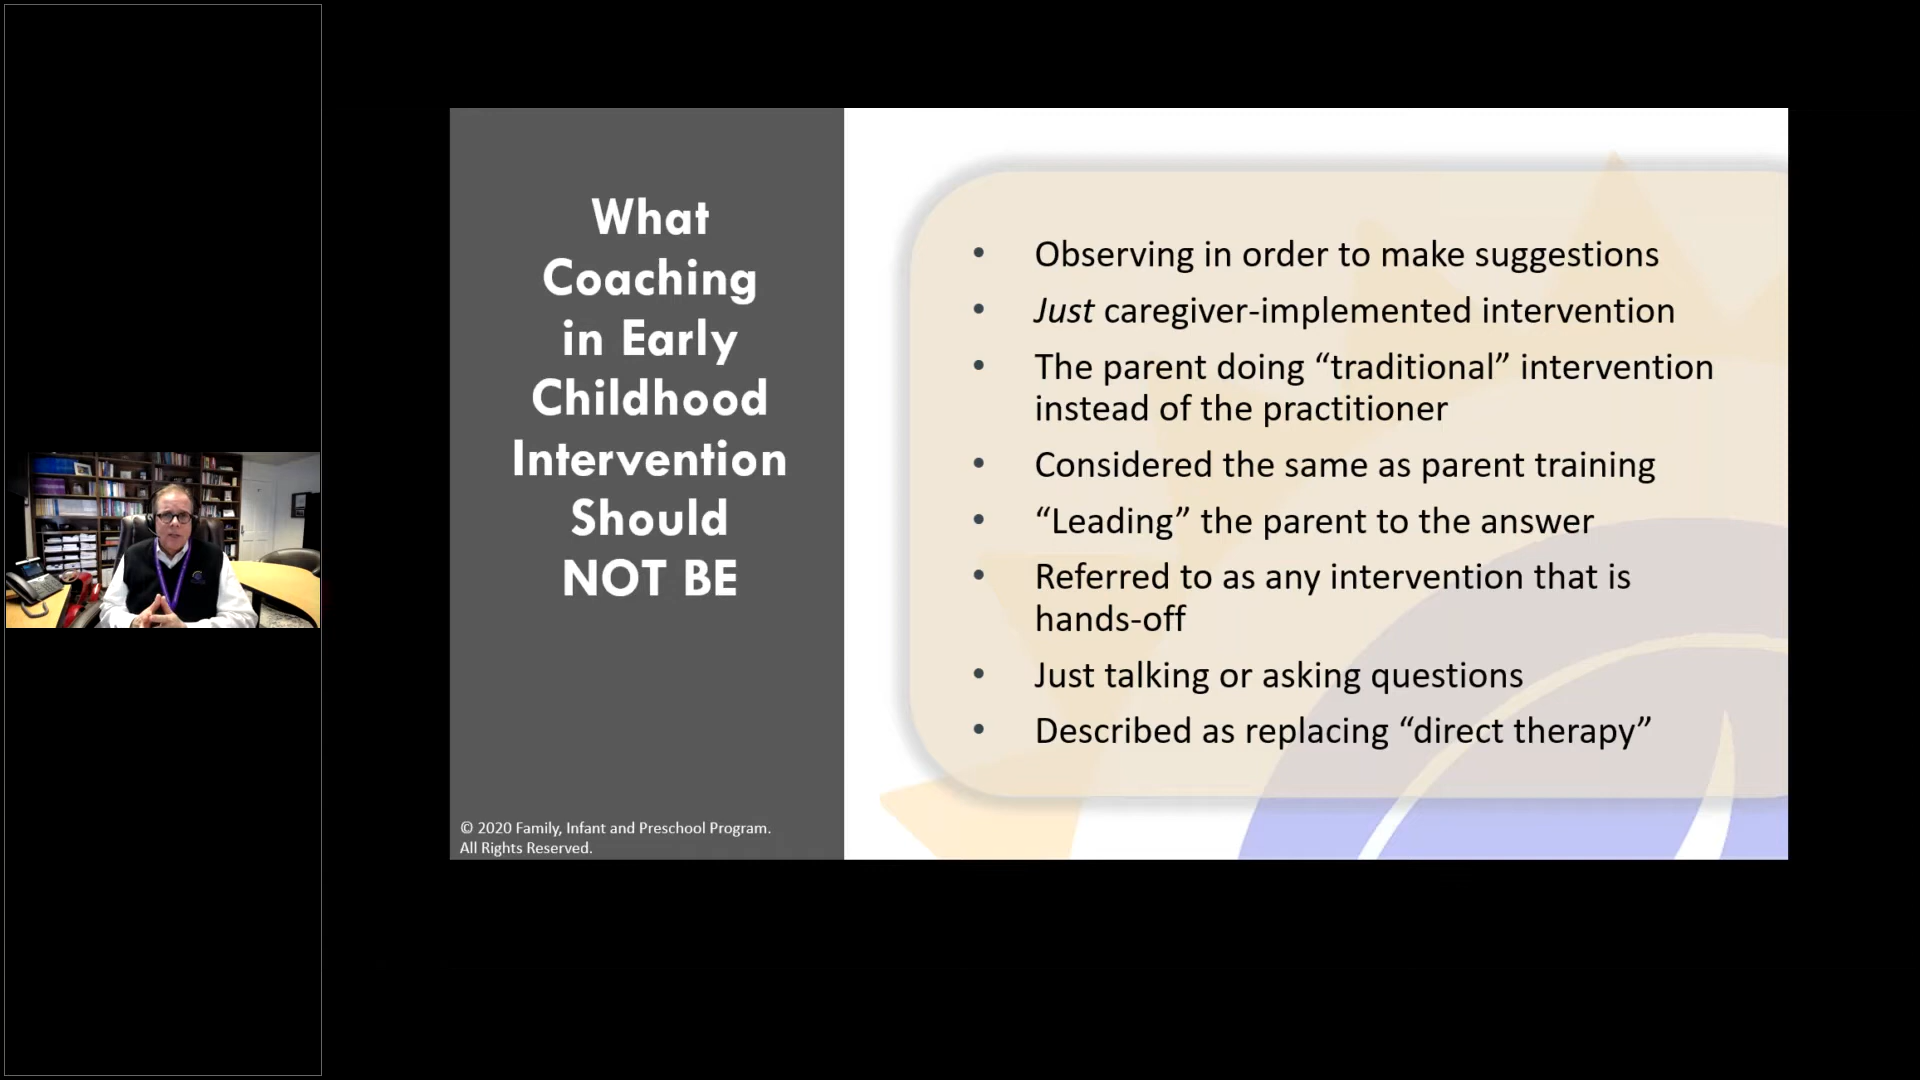 What
Coaching
in Early
Childhood
Intervention
Should
NOT BE
© 2020 Family, Infant and Preschool Program.
All Rights Reserved.
• Observing in order to make suggestions
• Just caregiver-implemented intervention
• The parent doing “traditional” intervention
instead of the practitioner
• Considered the same as parent training
• “Leading” the parent to the answer
• Referred to as any intervention that is
hands-off
• Just talking or asking questions
• Described as replacing “direct therapy”